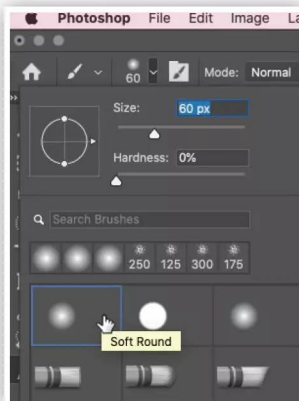 Photoshop File Edit Image La
60 Mode: Normal
Size: 60 px
Hardness: 0%
Search Brushes
250 125 300 175
Soft Round